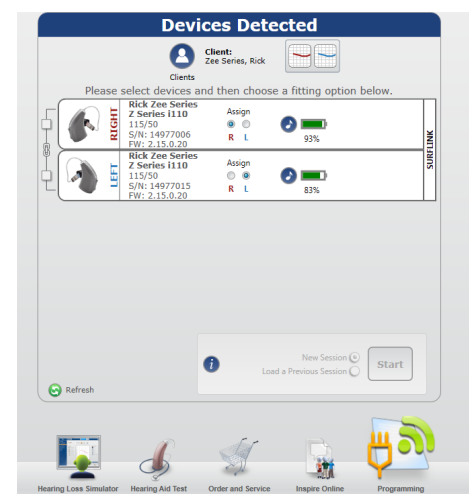 Devices Detected
Client:
Zee Series, Rick
Clients
Please select devices and then choose a fitting option below.
RIGHT
Rick Zee Series
Z Series i110
115/50
S/N: 14977006
FW: 2.15.0.20
Assign
R L
93%
LEFT
Rick Zee Series
Z Series i110
115/50
S/N: 14977015
FW: 2.15.0.20
Assign
R L
83%
SURFLINK
New Session
Load a Previous Session
Start
Refresh
Hearing Loss Simulator
Hearing Aid Test
Order and Service
Inspire Online
Programming